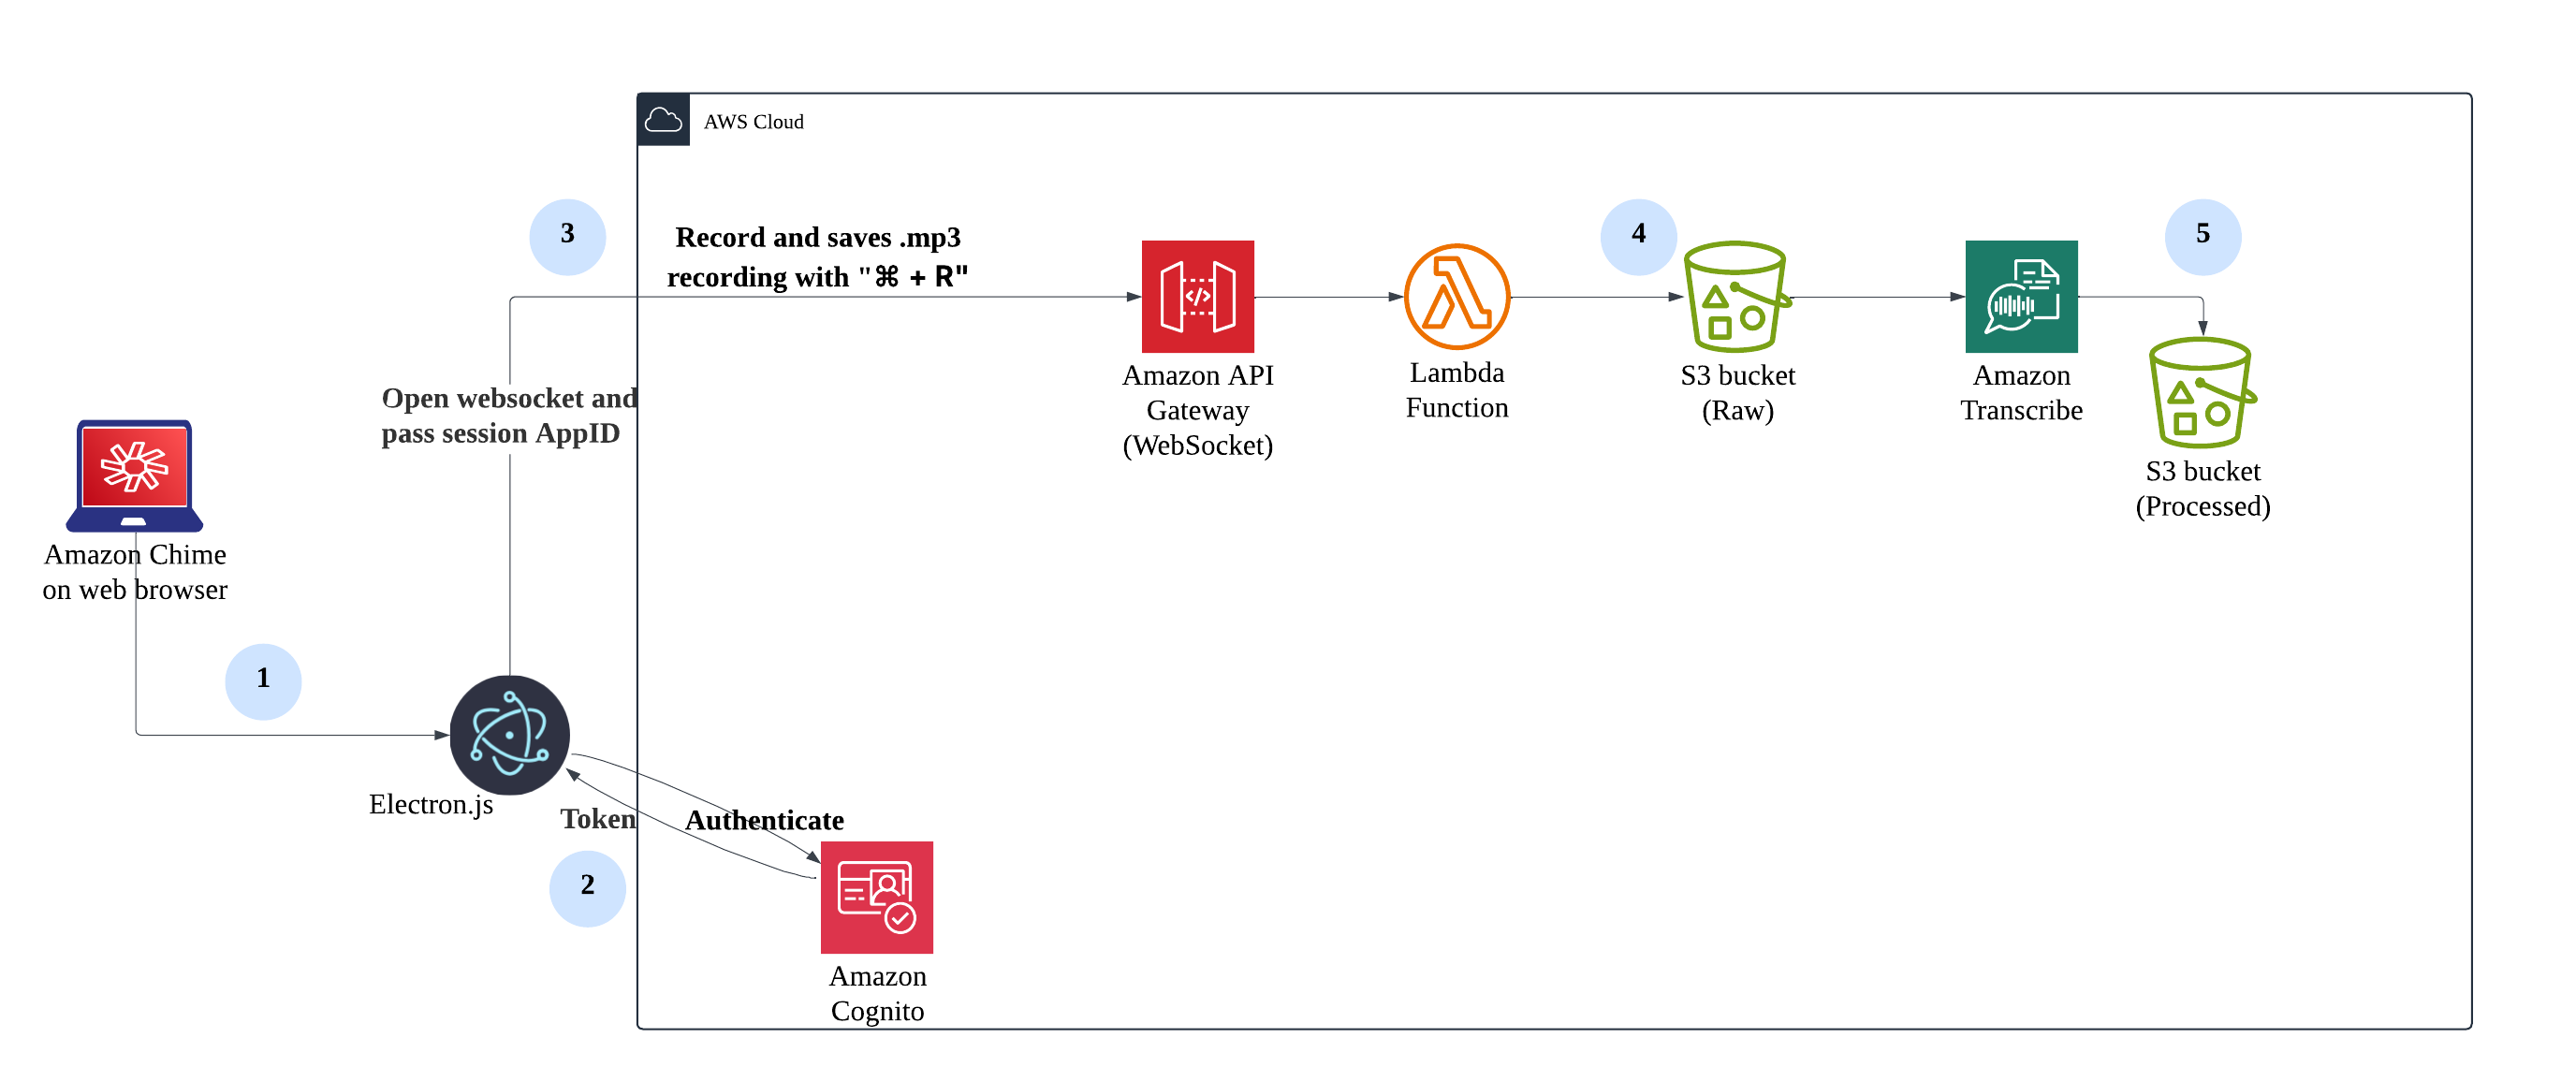 AWS Cloud
3
Record and saves .mp3
recording with "⌘ + R"
4
5
Amazon API
Gateway
(WebSocket)
Lambda
Function
S3 bucket
(Raw)
Amazon
Transcribe
S3 bucket
(Processed)
Open websocket and
pass session AppID
Amazon Chime
on web browser
1
Electron.js
Token
Authenticate
2
Amazon
Cognito